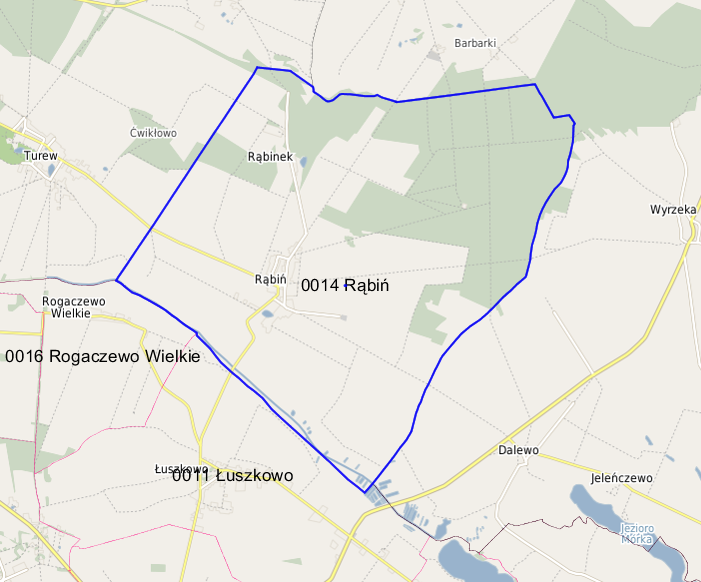 Barbarki
Ćwikłowo
Turew
Rąbinek
Wyrzeka
Rąbiń
0014 Rąbiń
Rogaczewo
Wielkie
0016 Rogaczewo Wielkie
Dalewo
Łuszkowo
0011 Łuszkowo
Jeleńczewo
Jezioro
Mórka